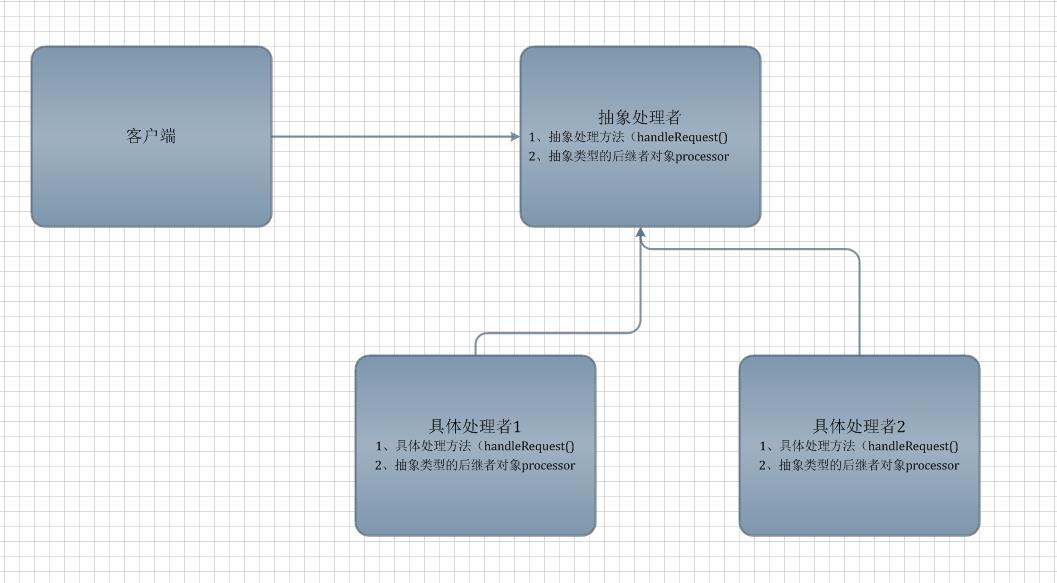 客户端
抽象处理者
1、抽象处理方法（handleRequest()
2、抽象类型的后继者对象processor
具体处理者1
1、具体处理方法（handleRequest()
2、抽象类型的后继者对象processor
具体处理者2
1、具体处理方法（handleRequest()
2、抽象类型的后继者对象processor